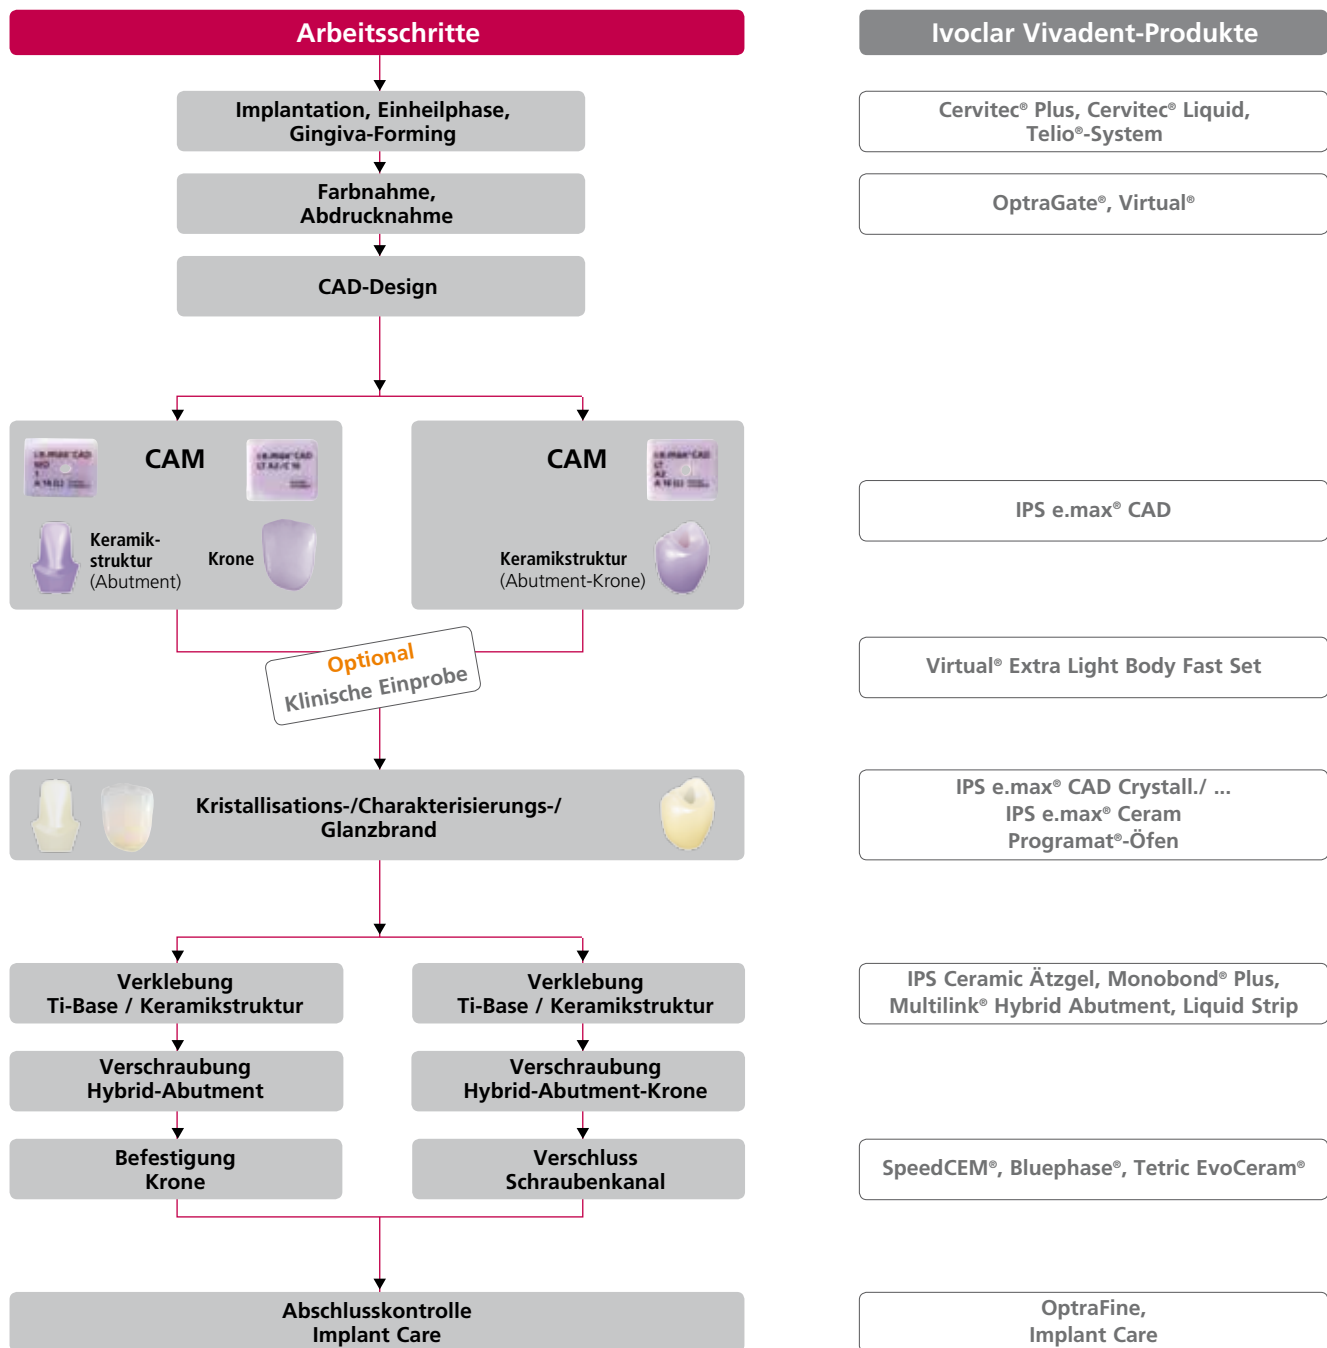 Arbeitsschritte
Ivoclar Vivadent-Produkte
Implantation, Einheilphase,
Gingiva-Forming
Cervitec® Plus, Cervitec® Liquid,
Telio®-System
Farbnahme,
Abdrucknahme
OptraGate®, Virtual®
CAD-Design
CAM
CAM
Keramik-
struktur
(Abutment)
Krone
Keramikstruktur
(Abutment-Krone)
IPS e.max® CAD
Optional
Klinische Einprobe
Virtual® Extra Light Body Fast Set
Kristallisations-/Charakterisierungs-/
Glanzbrand
IPS e.max® CAD Crystall./ ...
IPS e.max® Ceram
Programat®-Öfen
Verklebung
Ti-Base / Keramikstruktur
Verklebung
Ti-Base / Keramikstruktur
IPS Ceramic Ätzgel, Monobond® Plus,
Multilink® Hybrid Abutment, Liquid Strip
Verschraubung
Hybrid-Abutment
Verschraubung
Hybrid-Abutment-Krone
Befestigung
Krone
Verschluss
Schraubenkanal
SpeedCEM®, Bluephase®, Tetric EvoCeram®
Abschlusskontrolle
Implant Care
OptraFine,
Implant Care